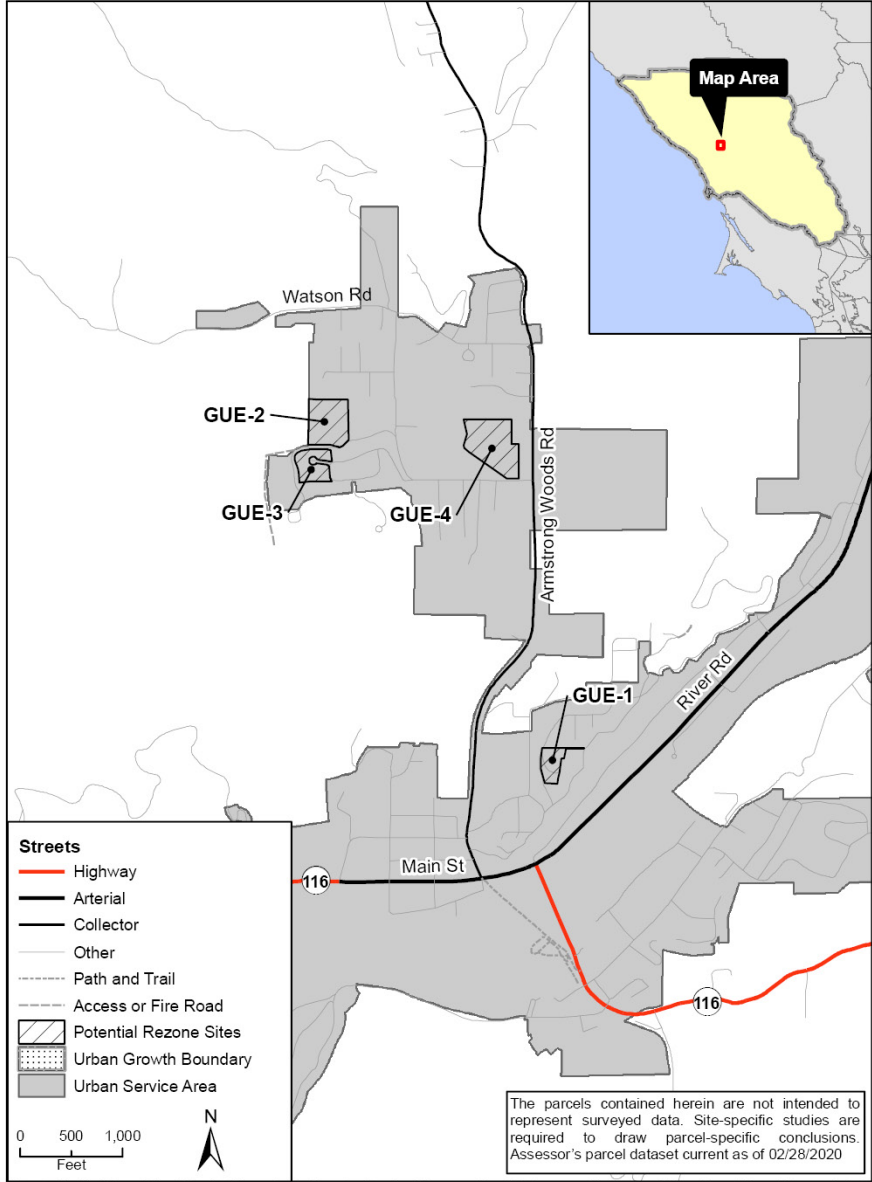 Map Area
Watson Rd
GUE-2
GUE-3
GUE-4
Armstrong Woods Rd
GUE-1
River Rd
Main St
116
116
Streets
Highway
Arterial
Collector
Other
Path and Trail
Access or Fire Road
Potential Rezone Sites
Urban Growth Boundary
Urban Service Area
0 500 1,000
Feet
N
The parcels contained herein are not intended to
represent surveyed data. Site-specific studies are
required to draw parcel-specific conclusions.
Assessor's parcel dataset current as of 02/28/2020